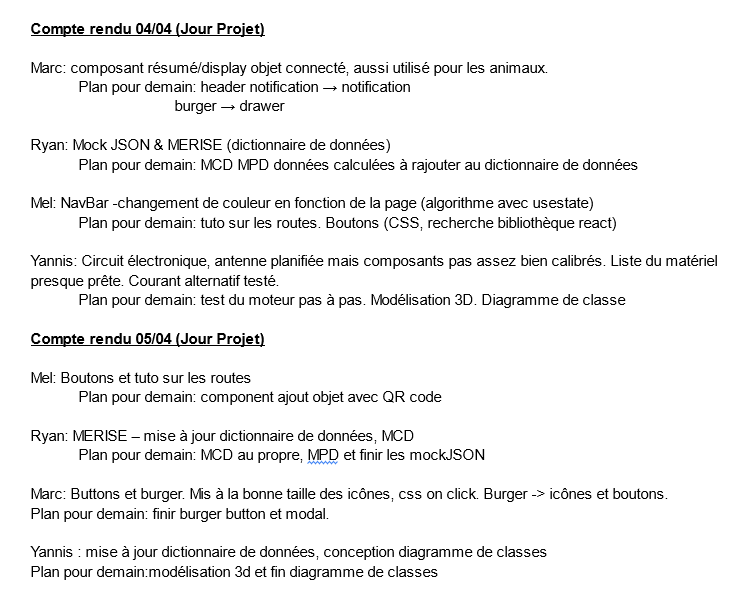 Compte rendu 04/04 (Jour Projet)
Marc: composant résumé/display objet connecté, aussi utilisé pour les animaux.
Plan pour demain: header notification → notification
burger → drawer
Ryan: Mock JSON & MERISE (dictionnaire de données)
Plan pour demain: MCD MPD données calculées à rajouter au dictionnaire de données
Mel: NavBar -changement de couleur en fonction de la page (algorithme avec usestate)
Plan pour demain: tuto sur les routes. Boutons (CSS, recherche bibliothèque react)
Yannis: Circuit électronique, antenne planifiée mais composants pas assez bien calibrés. Liste du matériel
presque prête. Courant alternatif testé.
Plan pour demain: test du moteur pas à pas. Modélisation 3D. Diagramme de classe
Compte rendu 05/04 (Jour Projet)
Mel: Boutons et tuto sur les routes
Plan pour demain: component ajout objet avec QR code
Ryan: MERISE – mise à jour dictionnaire de données, MCD
Plan pour demain: MCD au propre, MPD et finir les mockJSON
Marc: Buttons et burger. Mis à la bonne taille des icônes, css on click. Burger -> icônes et boutons.
Plan pour demain: finir burger button et modal.
Yannis : mise à jour dictionnaire de données, conception diagramme de classes
Plan pour demain:modélisation 3d et fin diagramme de classes